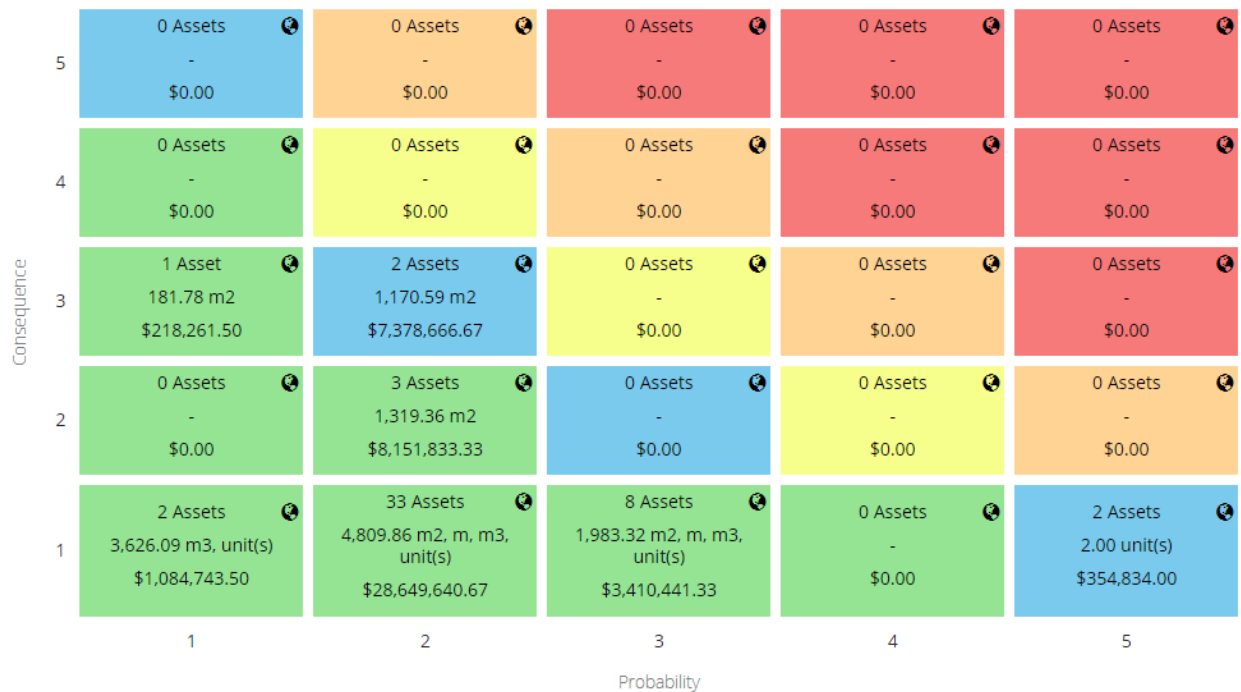 0 Assets 0 Assets 0 Assets 0 Assets 0 Assets
5 - - - - -
$0.00 $0.00 $0.00 $0.00 $0.00
0 Assets 0 Assets 0 Assets 0 Assets 0 Assets
4 - - - - -
$0.00 $0.00 $0.00 $0.00 $0.00
Consequence
1 Asset 2 Assets 0 Assets 0 Assets 0 Assets
3 181.78 m2 1,170.59 m2 - - -
$218,261.50 $7,378,666.67 $0.00 $0.00 $0.00
0 Assets 3 Assets 0 Assets 0 Assets 0 Assets
2 - 1,319.36 m2 - - -
$0.00 $8,151,833.33 $0.00 $0.00 $0.00
2 Assets 33 Assets 8 Assets 0 Assets 2 Assets
1 3,626.09 m3, unit(s) 4,809.86 m2, m, m3, 1,983.32 m2, m, m3, - 2.00 unit(s)
unit(s) unit(s)
$1,084,743.50 $28,649,640.67 $3,410,441.33 $0.00 $354,834.00
1 2 3 4 5
Probability